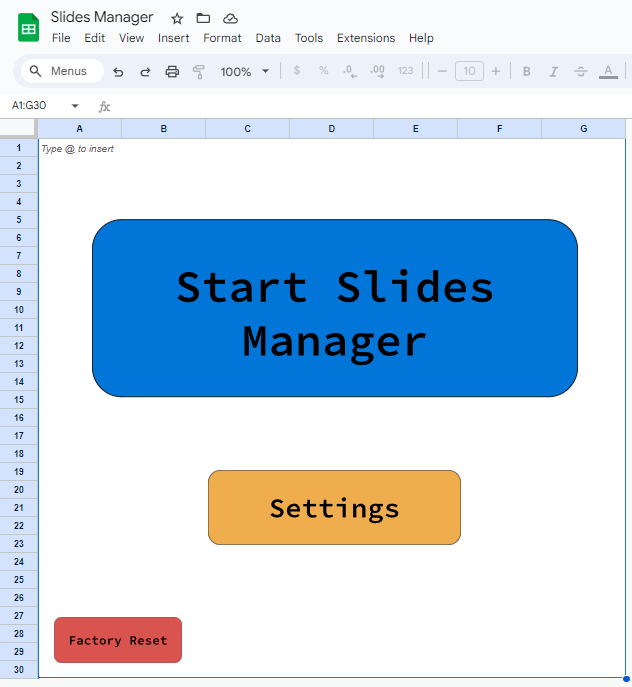 Slides Manager
File Edit View Insert Format Data Tools Extensions Help
Menus 100% $ % .0 .00 123 − 10 + B I S A
A1:G30 fx
A B C D E F G
1 Type @ to insert
2
3
4
5
6
7
8
9
10
11
12
13
14
15
16
17
18
19
20
21
22
23
24
25
26
27
28
29
30
Start Slides
Manager
Settings
Factory Reset